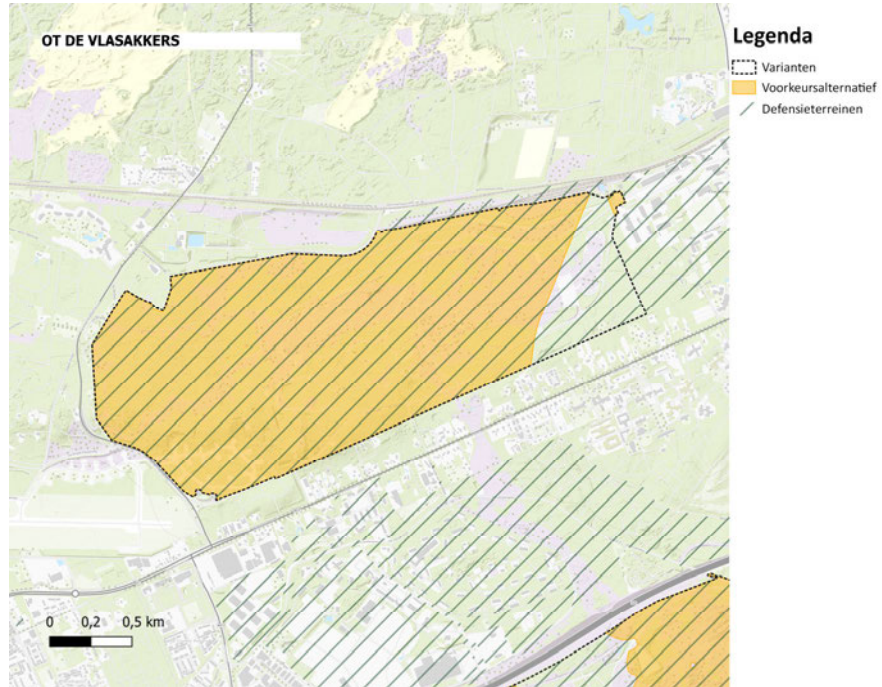 OT DE VLASAKKERS
Legenda
Varianten
Voorkeursalternatief
Defensieterreinen
0 0,2 0,5 km